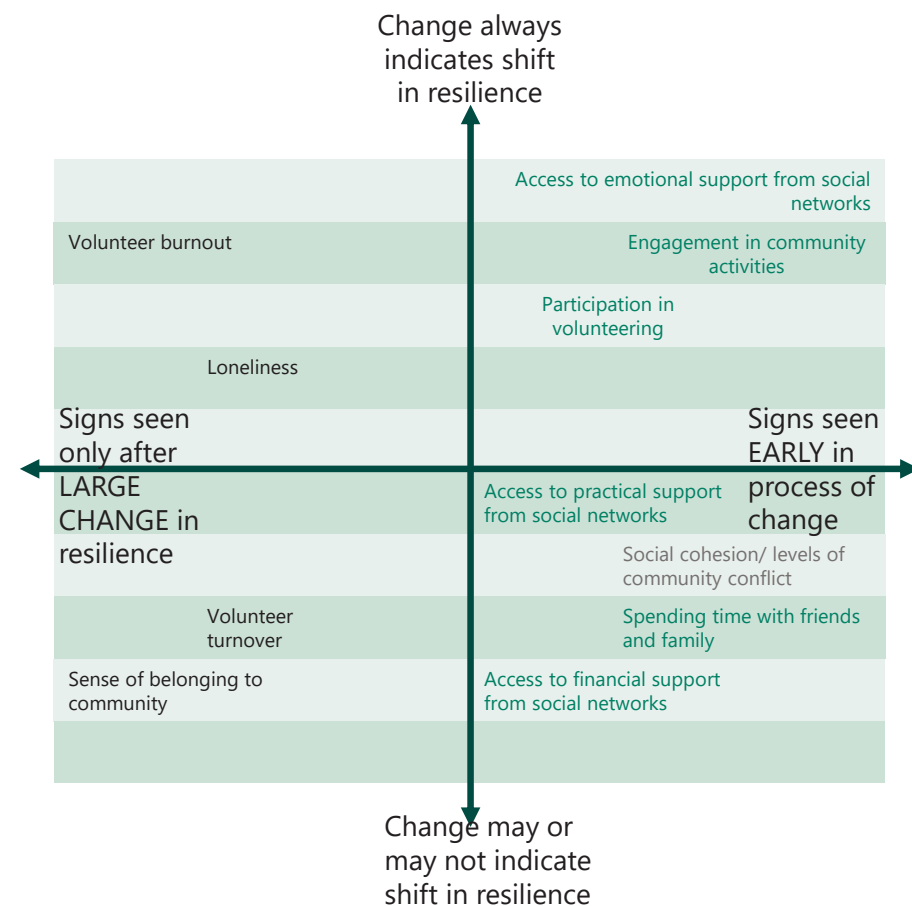 Change always
indicates shift
in resilience
Access to emotional support from social
networks
Volunteer burnout
Engagement in community
activities
Participation in
volunteering
Loneliness
Signs seen
only after
LARGE
CHANGE in
resilience
Signs seen
EARLY in
process of
change
Access to practical support
from social networks
Social cohesion/ levels of
community conflict
Volunteer
turnover
Spending time with friends
and family
Sense of belonging to
community
Access to financial support
from social networks
Change may or
may not indicate
shift in resilience